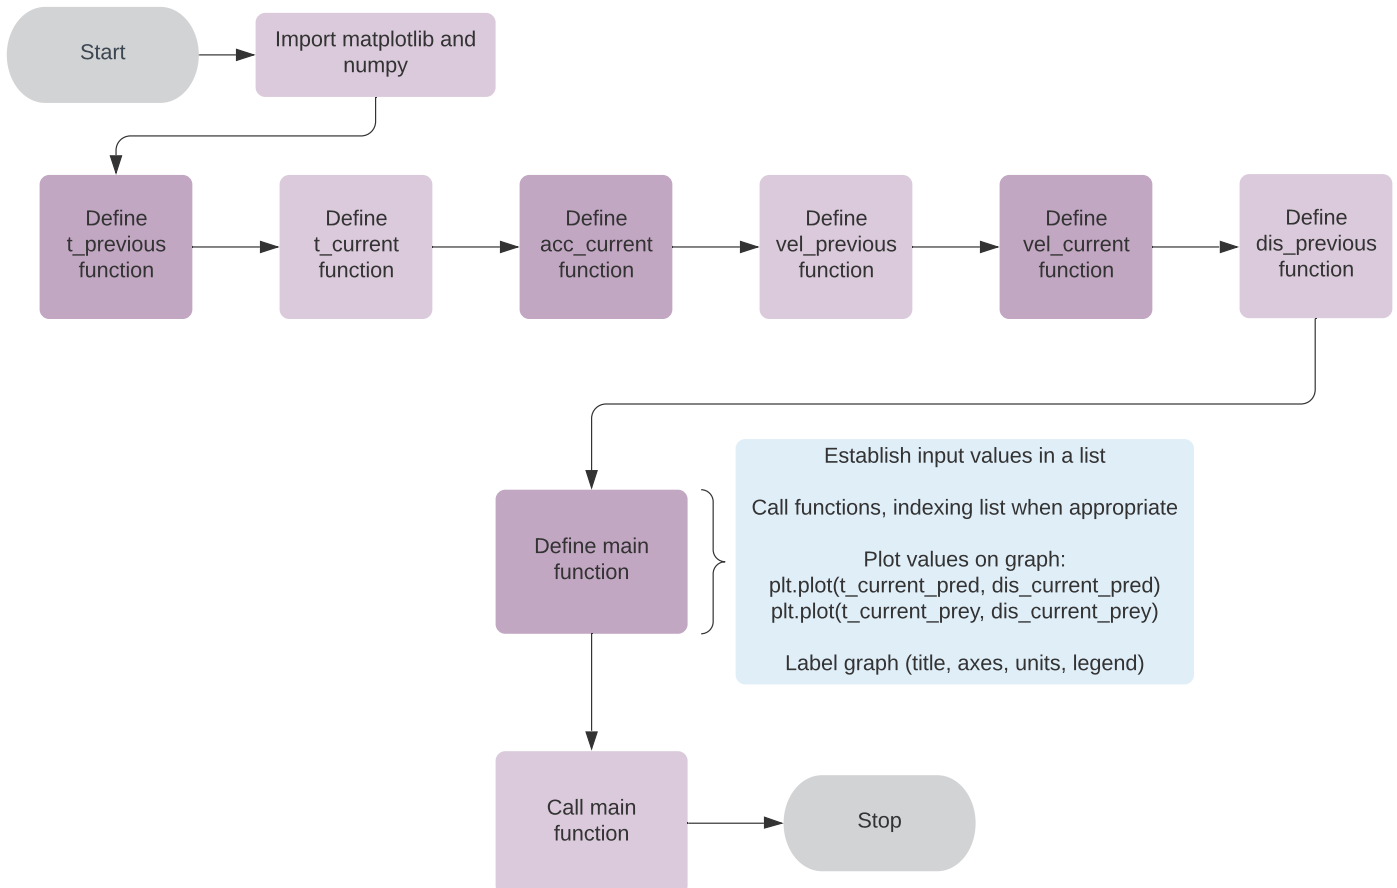 Start
Import matplotlib and
numpy
Define
t_previous
function
Define
t_current
function
Define
acc_current
function
Define
vel_previous
function
Define
vel_current
function
Define
dis_previous
function
Define main
function
Establish input values in a list
Call functions, indexing list when appropriate
Plot values on graph:
plt.plot(t_current_pred, dis_current_pred)
plt.plot(t_current_prey, dis_current_prey)
Label graph (title, axes, units, legend)
Call main
function
Stop